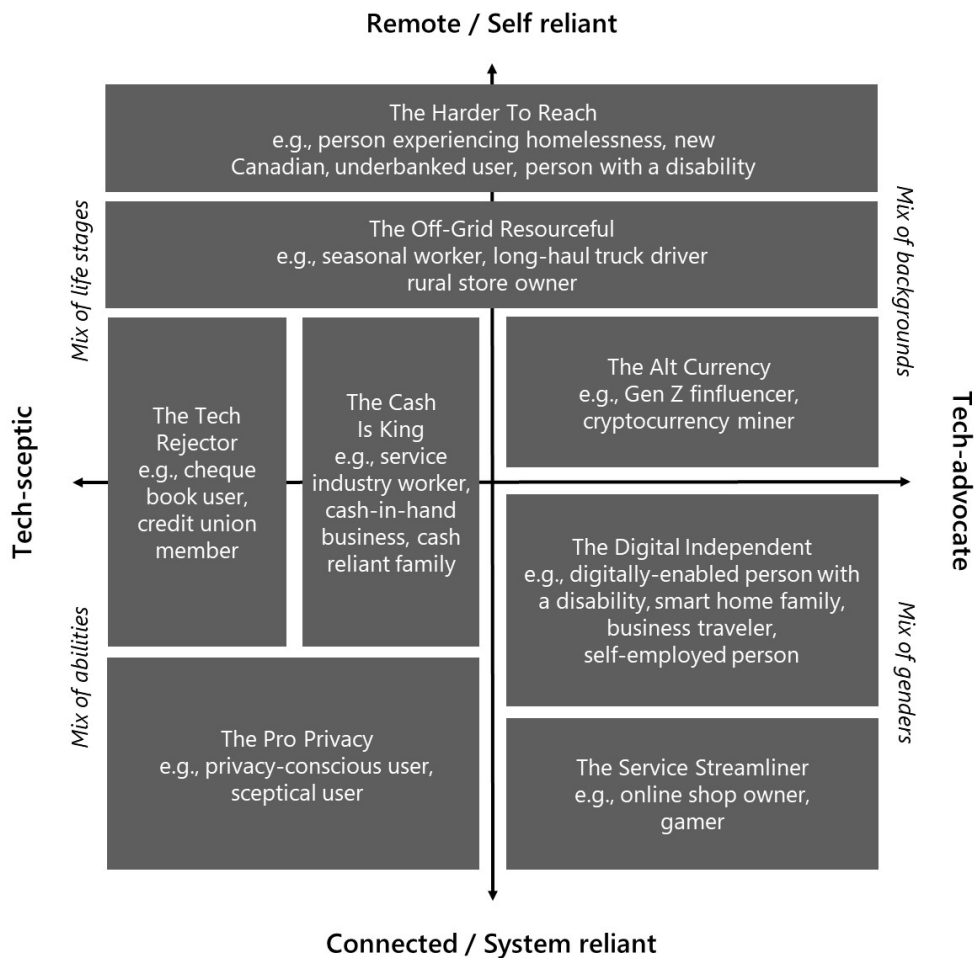 Remote / Self reliant
The Harder To Reach
e.g., person experiencing homelessness, new
Canadian, underbanked user, person with a disability
Mix of life stages
Mix of backgrounds
The Off-Grid Resourceful
e.g., seasonal worker, long-haul truck driver
rural store owner
The Tech
Rejector
e.g., cheque
book user,
credit union
member
The Cash
Is King
e.g., service
industry worker,
cash-in-hand
business, cash
reliant family
The Alt Currency
e.g., Gen Z finfluencer,
cryptocurrency miner
Tech-sceptic
Tech-advocate
The Digital Independent
e.g., digitally-enabled person with
a disability, smart home family,
business traveler,
self-employed person
Mix of abilities
Mix of genders
The Pro Privacy
e.g., privacy-conscious user,
sceptical user
The Service Streamliner
e.g., online shop owner,
gamer
Connected / System reliant